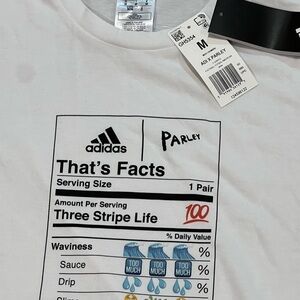 GH5354
M
ADI X PARLEY
adidas
PARLEY
That's Facts
Serving Size 1 Pair
Amount Per Serving
Three Stripe Life 100
% Daily Value
Waviness %
Sauce TOO MUCH TOO MUCH TOO MUCH %
Drip %